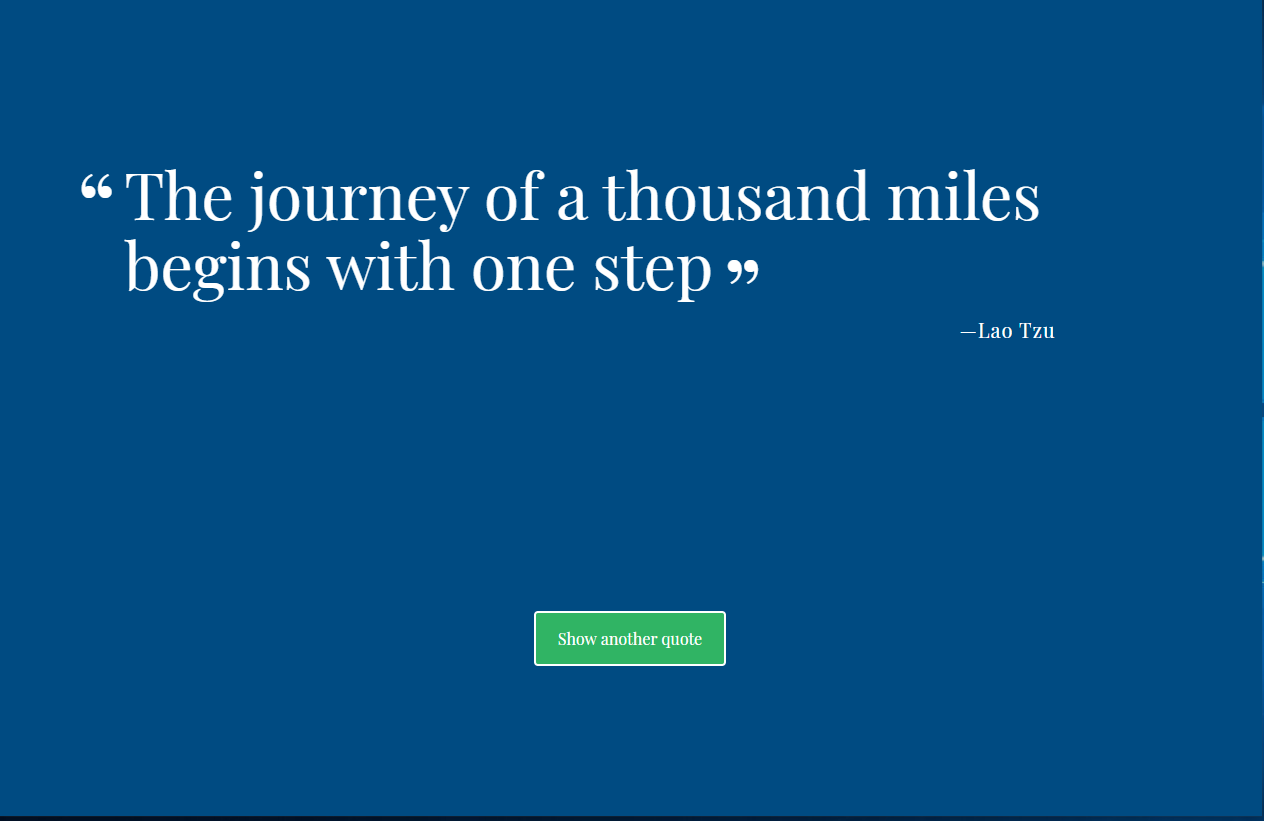 “ The journey of a thousand miles
begins with one step ”
—Lao Tzu
Show another quote